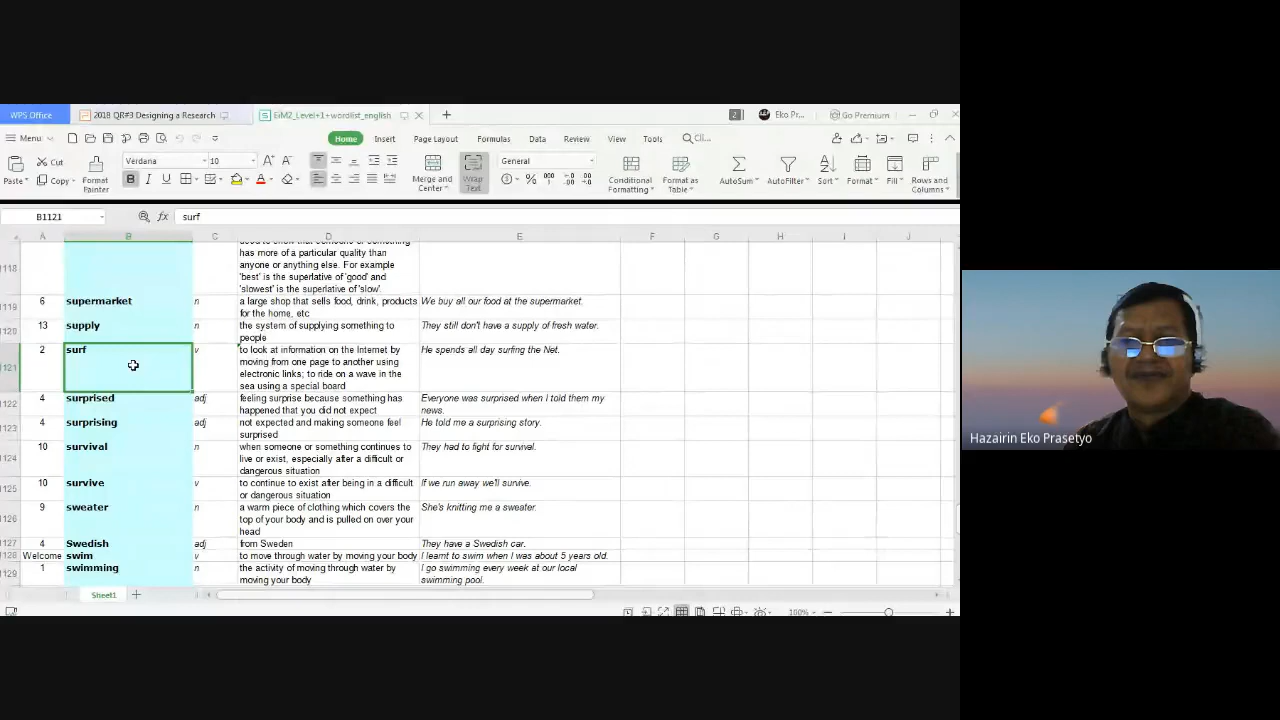 WPS Office
2018 QR#3 Designing a Research
EiM2_Level+1+wordlist_english
2
Eko Pr...
Go Premium
Menu
Home
Insert
Page Layout
Formulas
Data
Review
View
Tools
Cli...
Paste
Cut
Copy
Format Painter
Verdana
10
B I U
A
Merge and Center
Wrap Text
General
Conditional Formatting
Format as Table
AutoSum
AutoFilter
Sort
Format
Fill
Rows and Columns
B1121
fx
surf
A B C D E F G H I J
1118
has more of a particular quality than
anyone or anything else. For example
'best' is the superlative of 'good' and
'slowest' is the superlative of 'slow'.
1119 6 supermarket n a large shop that sells food, drink, products We buy all our food at the supermarket.
for the home, etc
1120 13 supply n the system of supplying something to They still don't have a supply of fresh water.
people
1121 2 surf v to look at information on the Internet by He spends all day surfing the Net.
moving from one page to another using
electronic links; to ride on a wave in the
sea using a special board
1122 4 surprised adj feeling surprise because something has Everyone was surprised when I told them my
happened that you did not expect news.
1123 4 surprising adj not expected and making someone feel He told me a surprising story.
surprised
1124 10 survival n when someone or something continues to They had to fight for survival.
live or exist, especially after a difficult or
dangerous situation
1125 10 survive v to continue to exist after being in a difficult If we run away we'll survive.
or dangerous situation
1126 9 sweater n a warm piece of clothing which covers the She's knitting me a sweater.
top of your body and is pulled on over your
head
1127 4 Swedish adj from Sweden They have a Swedish car.
1128 Welcome swim v to move through water by moving your body I learnt to swim when I was about 5 years old.
1129 1 swimming n the activity of moving through water by I go swimming every week at our local
moving your body swimming pool.
Sheet1
100%
Hazairin Eko Prasetyo